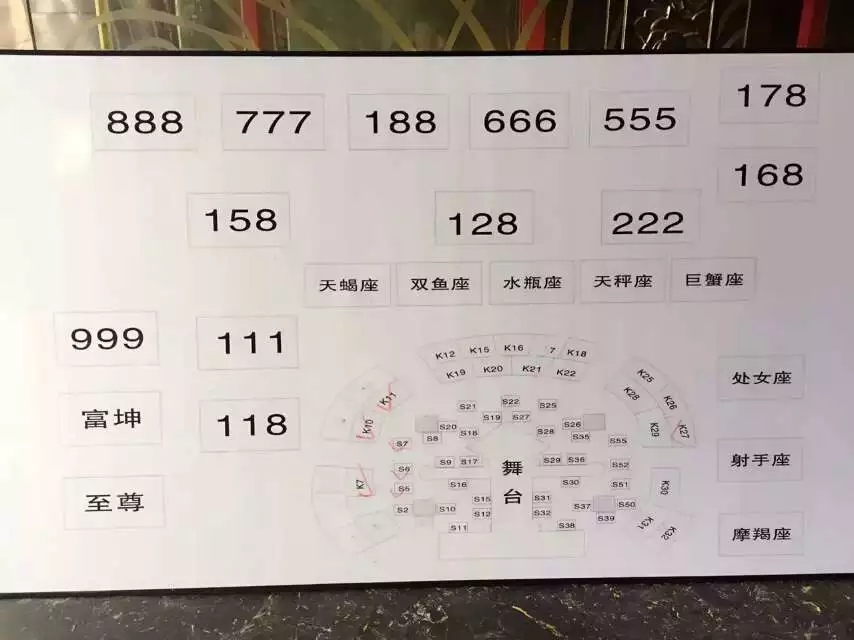 888 777 188 666 555 178
168
158 128 222
天蝎座 双鱼座 水瓶座 天秤座 巨蟹座
999 111
富坤 118
至尊
处女座
射手座
摩羯座
K12 K15 K16 7 K18
K19 K20 K21 K22
K25
K28 K26
K29 K27
K10
K7
K30
K31 K32
S21 S22 S25
S19 S27
S20 S18 S28 S26 S35
S8 S7 S55
S9 S17 S29 S36 S52
S6
舞台
S5 S16 S30 S51
S15 S31
S2 S10 S12 S32 S37 S50
S11 S38 S39